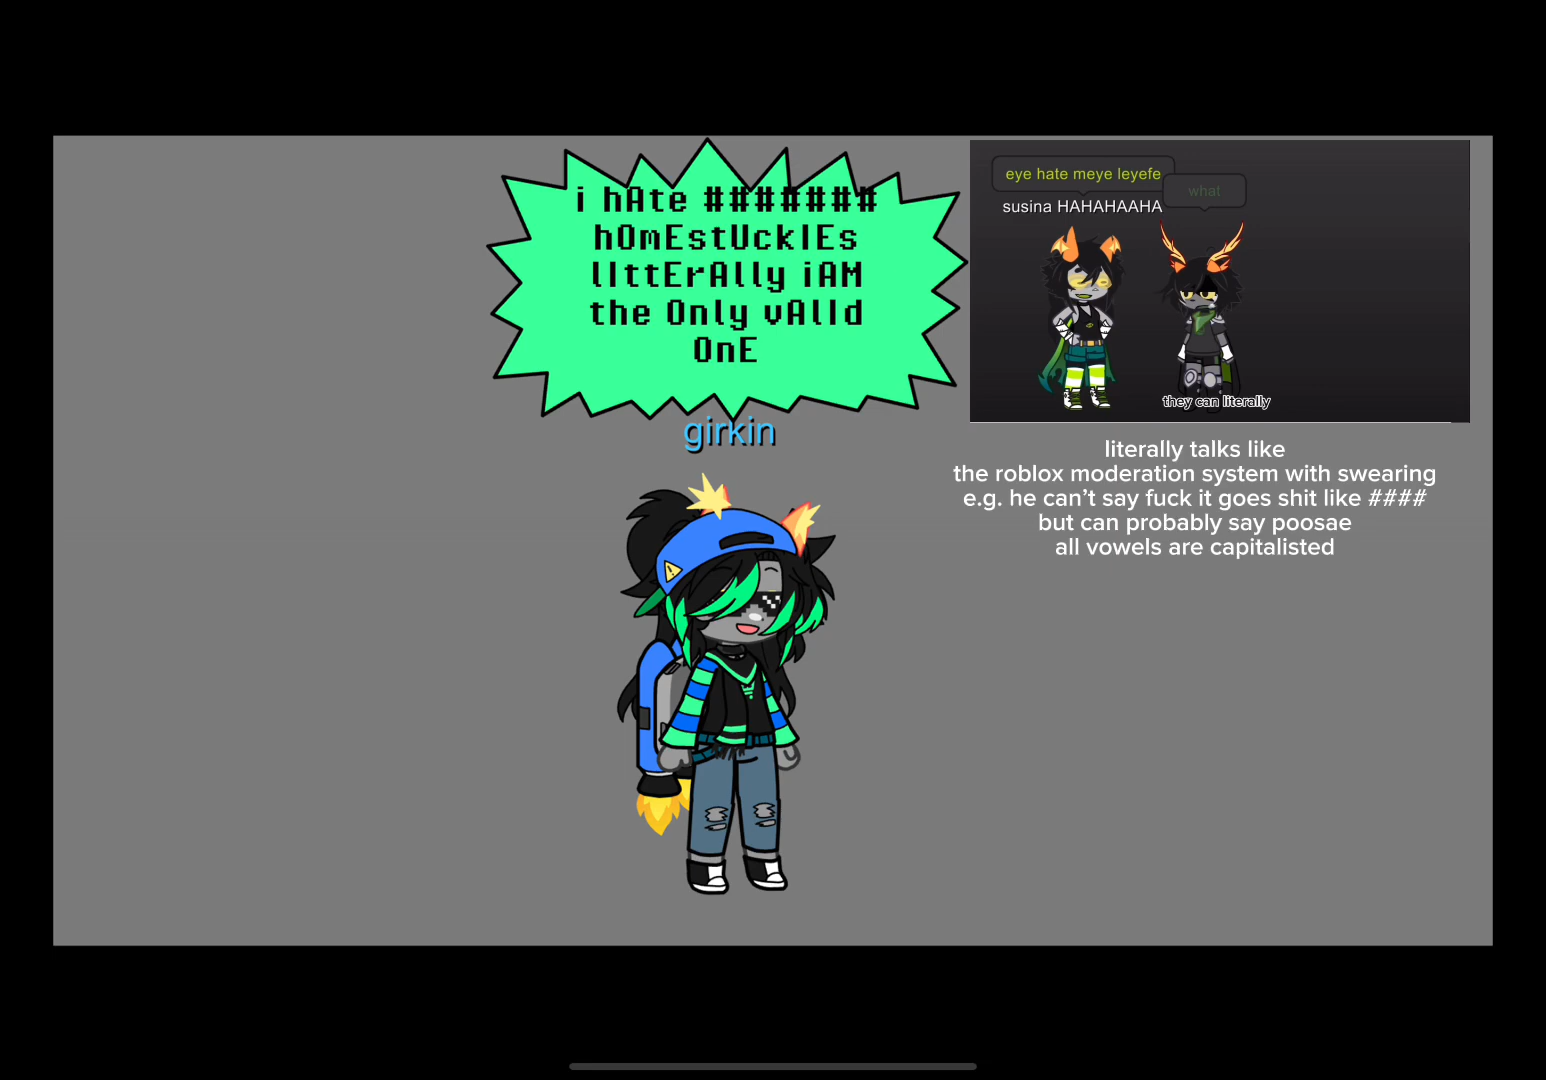 i hAte #######
hOmEstUckIEs
lIttErAlly iAM
the Only vAlId
OnE
girkin
eye hate meye leyefe
what
susina HAHAHAAHA
they can literally
literally talks like
the roblox moderation system with swearing
e.g. he can’t say fuck it goes shit like ####
but can probably say poosae
all vowels are capitalisted